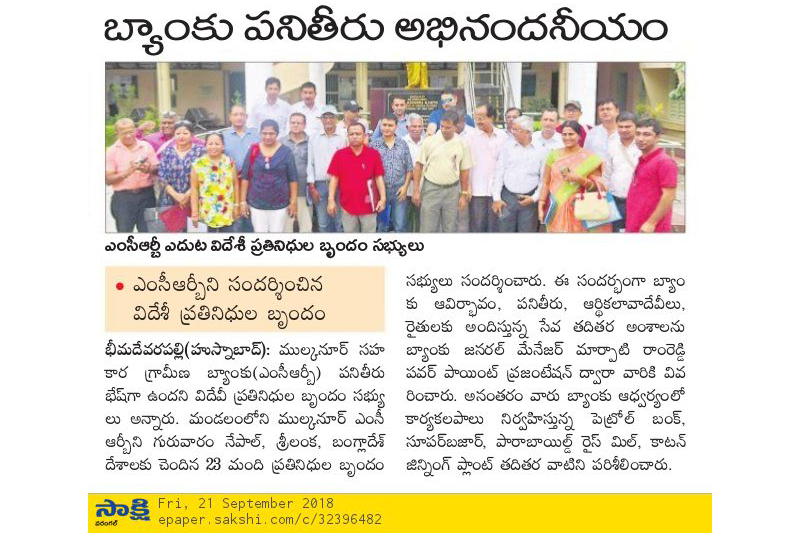 బ్యాంకు పనితీరు అభినందనీయం
ఎంసీఆర్బీ ఎదుట విదేశీ ప్రతినిధుల బృందం సభ్యులు
• ఎంసీఆర్బీని సందర్శించిన
విదేశీ ప్రతినిధుల బృందం
భీమదేవరపల్లి(హుస్నాబాద్): ముల్కనూర్ సహ
కార గ్రామీణ బ్యాంకు(ఎంసీఆర్బీ) పనితీరు
భేష్‌గా ఉందని విదేవీ ప్రతినిధుల బృందం సభ్యు
లు అన్నారు. మండలంలోని ముల్కనూర్ ఎంసీ
ఆర్బీని గురువారం నేపాల్, శ్రీలంక, బంగ్లాదేశ్
దేశాలకు చెందిన 23 మంది ప్రతినిధుల బృందం
సభ్యులు సందర్శించారు. ఈ సందర్భంగా బ్యాం
కు ఆవిర్భావం, పనితీరు, ఆర్థికలావాదేవీలు,
రైతులకు అందిస్తున్న సేవ తదితర అంశాలను
బ్యాంకు జనరల్ మేనేజర్ మార్పాటి రాంరెడ్డి
పవర్ పాయింట్ ప్రజంటేషన్ ద్వారా వారికి వివ
రించారు. అనంతరం వారు బ్యాంకు ఆధ్వర్యంలో
కార్యకలపాలు నిర్వహిస్తున్న పెట్రోల్ బంక్,
సూపర్‌బజార్, పారాబాయిల్డ్ రైస్ మిల్, కాటన్
జిన్నింగ్ ప్లాంట్ తదితర వాటిని పరిశీలించారు.
సాక్షి
వరంగల్
Fri, 21 September 2018
epaper.sakshi.com/c/32396482